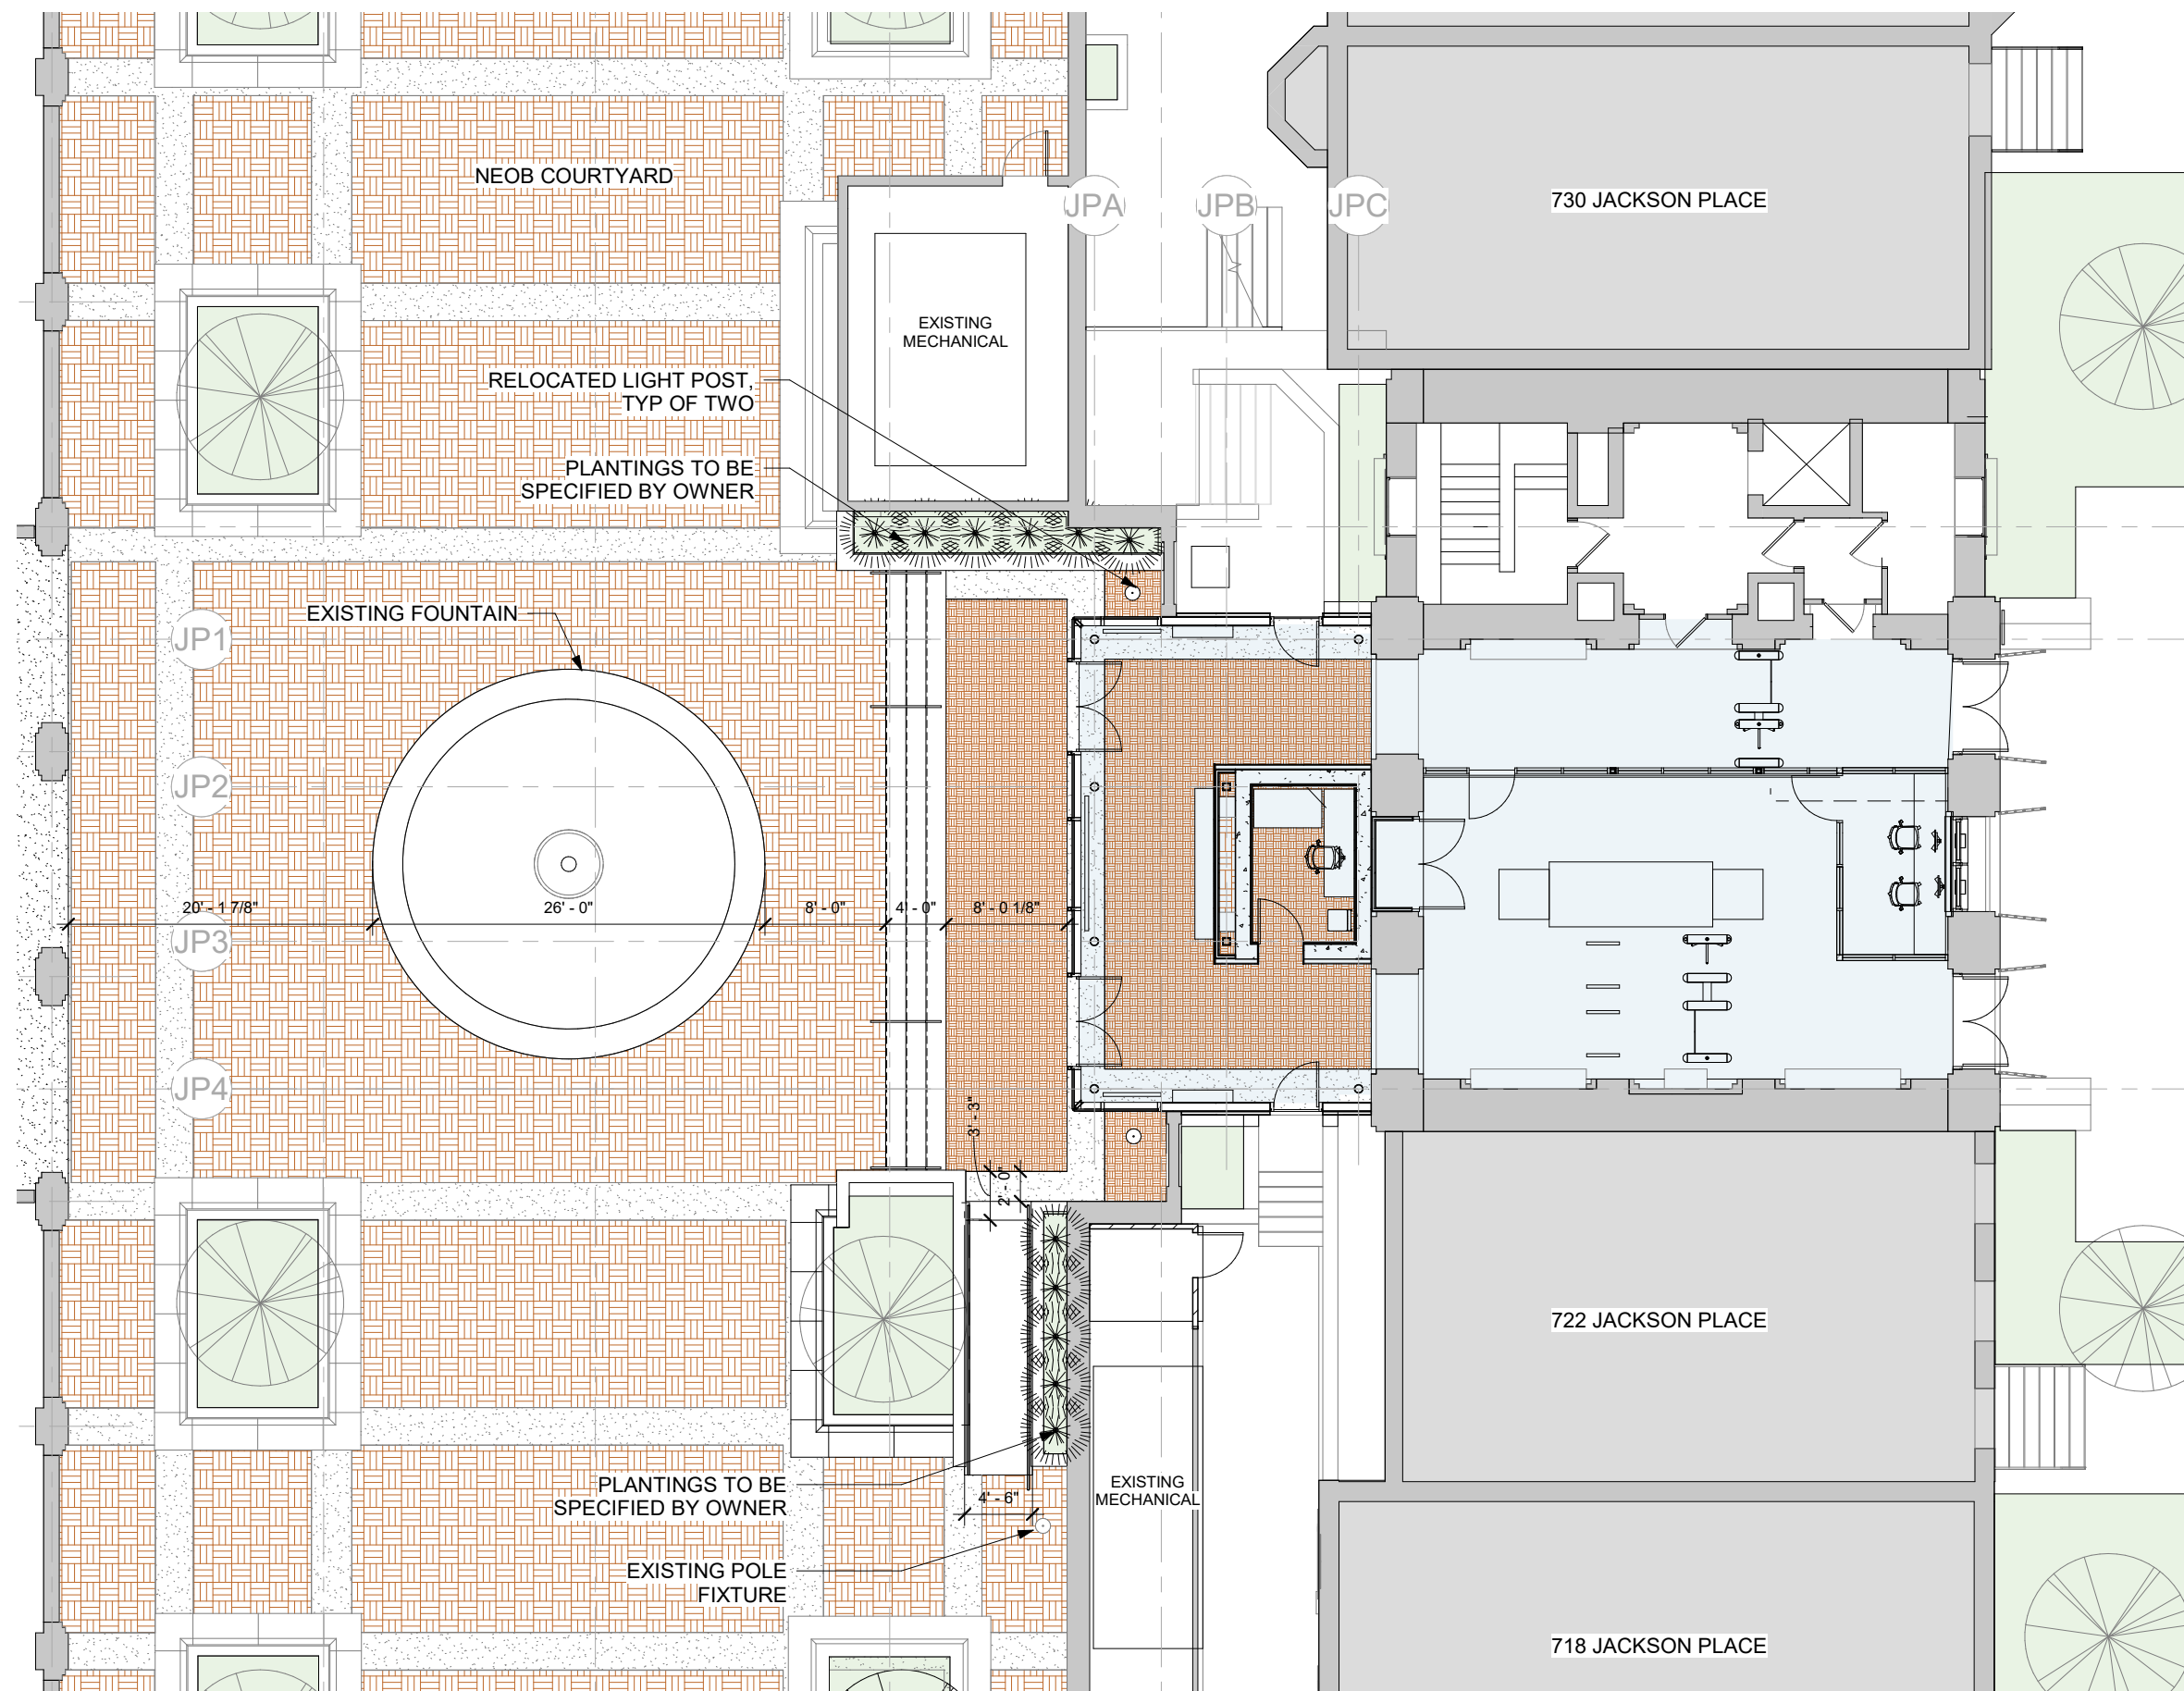 NEOB COURTYARD
JPA
JPB
JPC
730 JACKSON PLACE
EXISTING
MECHANICAL
RELOCATED LIGHT POST,
TYP OF TWO
PLANTINGS TO BE
SPECIFIED BY OWNER
EXISTING FOUNTAIN
JP1
JP2
20' - 1 7/8"
26' - 0"
8' - 0"
4' - 0"
8' - 0 1/8"
JP3
JP4
3' - 3"
2' - 0"
722 JACKSON PLACE
PLANTINGS TO BE
SPECIFIED BY OWNER
4' - 6"
EXISTING
MECHANICAL
EXISTING POLE
FIXTURE
718 JACKSON PLACE